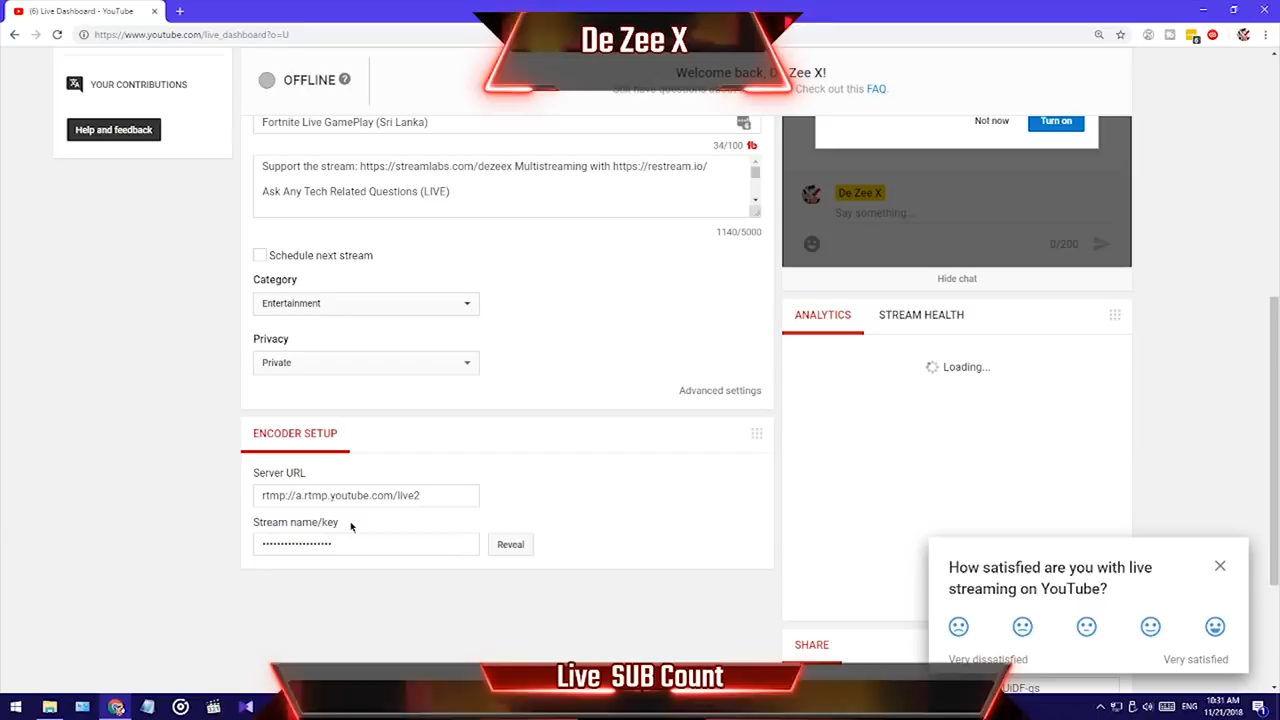 (6) Live Dashboard - YouTube
https://www.youtube.com/live_dashboard?o=U
De Zee X
YOUR CONTRIBUTIONS
Help and feedback
OFFLINE
Welcome back, D Zee X!
Check out this FAQ.
Fortnite Live GamePlay (Sri Lanka)
34/100
Support the stream: https://streamlabs.com/dezeex Multistreaming with https://restream.io/
Ask Any Tech Related Questions (LIVE)
1140/5000
Schedule next stream
Category
Entertainment
Privacy
Private
Advanced settings
ENCODER SETUP
Server URL
rtmp://a.rtmp.youtube.com/live2
Stream name/key
••••••••••••••••••• Reveal
Not now Turn on
De Zee X
Say something...
0/200
Hide chat
ANALYTICS STREAM HEALTH
Loading...
How satisfied are you with live
streaming on YouTube?
Very dissatisfied Very satisfied
SHARE
UiDF-qs
Live SUB Count
ENG
10:31 AM
11/21/2018